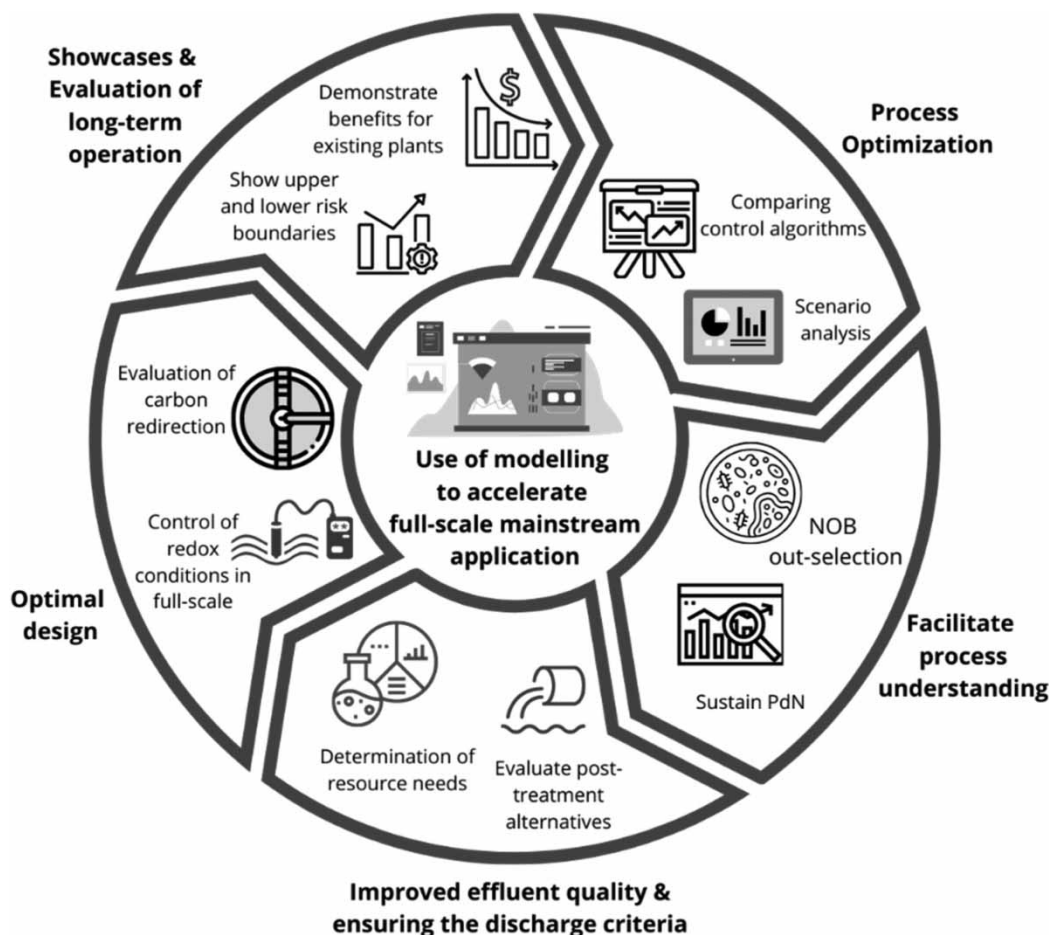 Showcases &
Evaluation of
long-term
operation
Demonstrate
benefits for
existing plants
$
Show upper
and lower risk
boundaries
Process
Optimization
Comparing
control algorithms
Scenario
analysis
Evaluation of
carbon
redirection
Control of
redox
conditions in
full-scale
Optimal
design
Use of modelling
to accelerate
full-scale mainstream
application
NOB
out-selection
Sustain PdN
Facilitate
process
understanding
Determination of
resource needs
Evaluate post-
treatment
alternatives
Improved effluent quality &
ensuring the discharge criteria